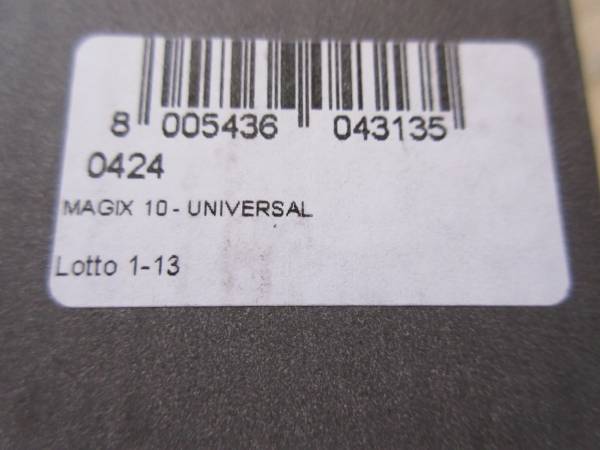 8 005436 043135
0424
MAGIX 10 - UNIVERSAL
Lotto 1-13